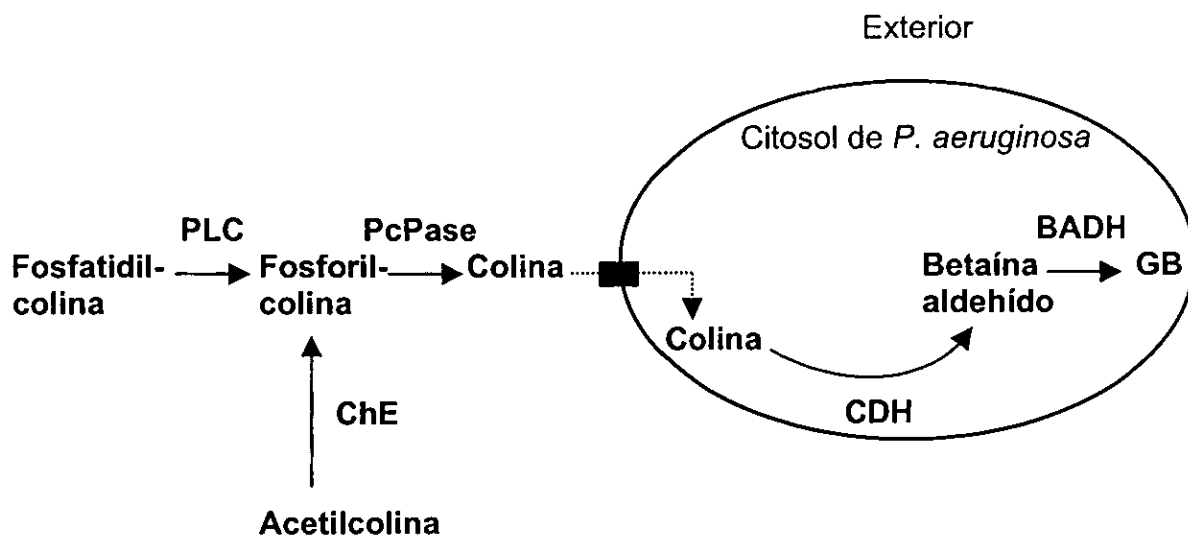 Exterior
Citosol de P. aeruginosa
PLC
PcPase
BADH
Fosfatidil-
colina
Fosforil-
colina
Colina
Betaína
aldehído
GB
Colina
CDH
ChE
Acetilcolina